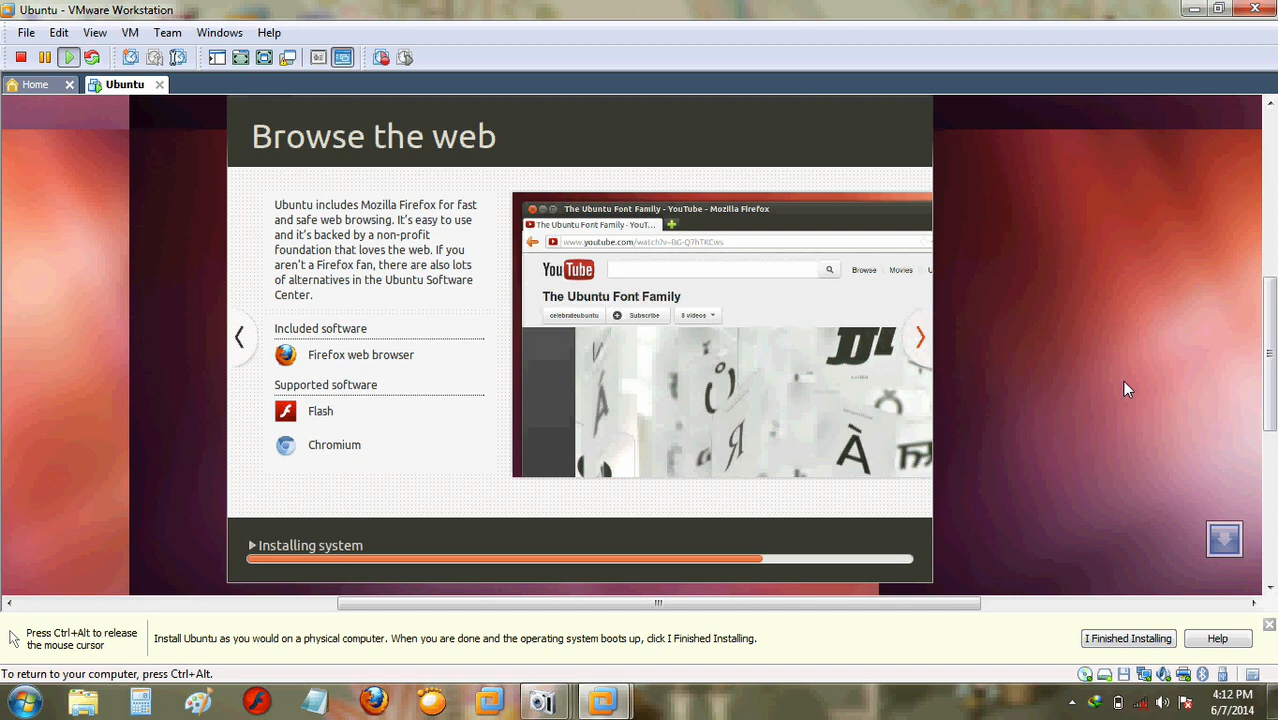 Ubuntu - VMware Workstation
File Edit View VM Team Windows Help
Home Ubuntu
Browse the web
Ubuntu includes Mozilla Firefox for fast
and safe web browsing. It's easy to use
and it's backed by a non-profit
foundation that loves the web. If you
aren't a Firefox fan, there are also lots
of alternatives in the Ubuntu Software
Center.
Included software
Firefox web browser
Supported software
Flash
Chromium
The Ubuntu Font Family - YouTube - Mozilla Firefox
The Ubuntu Font Family - YouT...
www.youtube.com/watch?v=BG-Q7hTKCws
YouTube Browse Movies U
The Ubuntu Font Family
celebrateubuntu Subscribe 8 videos
Installing system
Press Ctrl+Alt to release
the mouse cursor
Install Ubuntu as you would on a physical computer. When you are done and the operating system boots up, click I Finished Installing.
I Finished Installing Help
To return to your computer, press Ctrl+Alt.
4:12 PM
6/7/2014